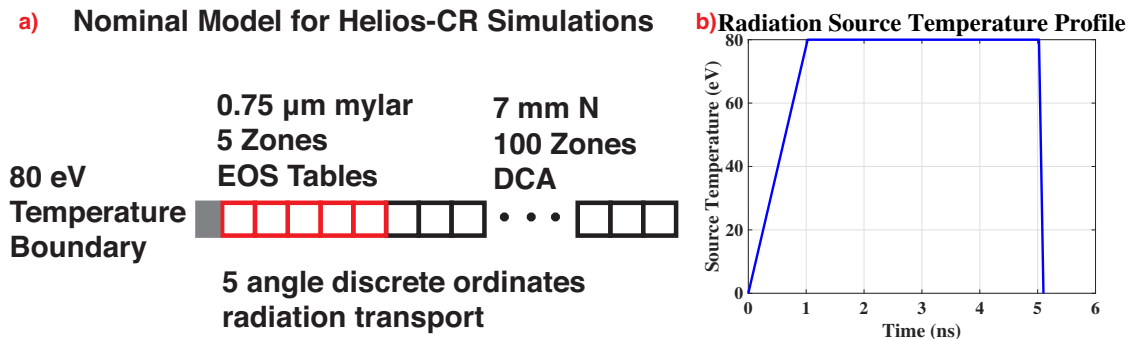 a) Nominal Model for Helios-CR Simulations
0.75 μm mylar
5 Zones
EOS Tables
7 mm N
100 Zones
DCA
80 eV
Temperature
Boundary
5 angle discrete ordinates
radiation transport
b) Radiation Source Temperature Profile
Source Temperature (eV)
80
60
40
20
0
0 1 2 3 4 5 6
Time (ns)